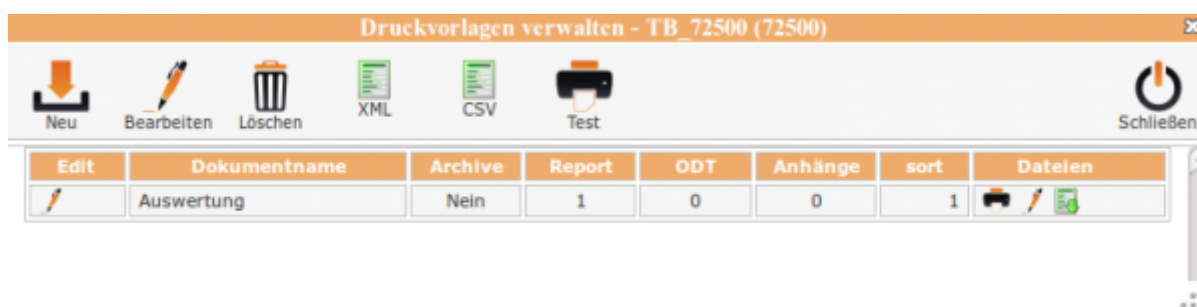 Druckvorlagen verwalten - TB_72500 (72500)
Neu Bearbeiten Löschen XML CSV Test Schließen
Edit Dokumentname Archive Report ODT Anhänge sort Dateien
Auswertung Nein 1 0 0 1